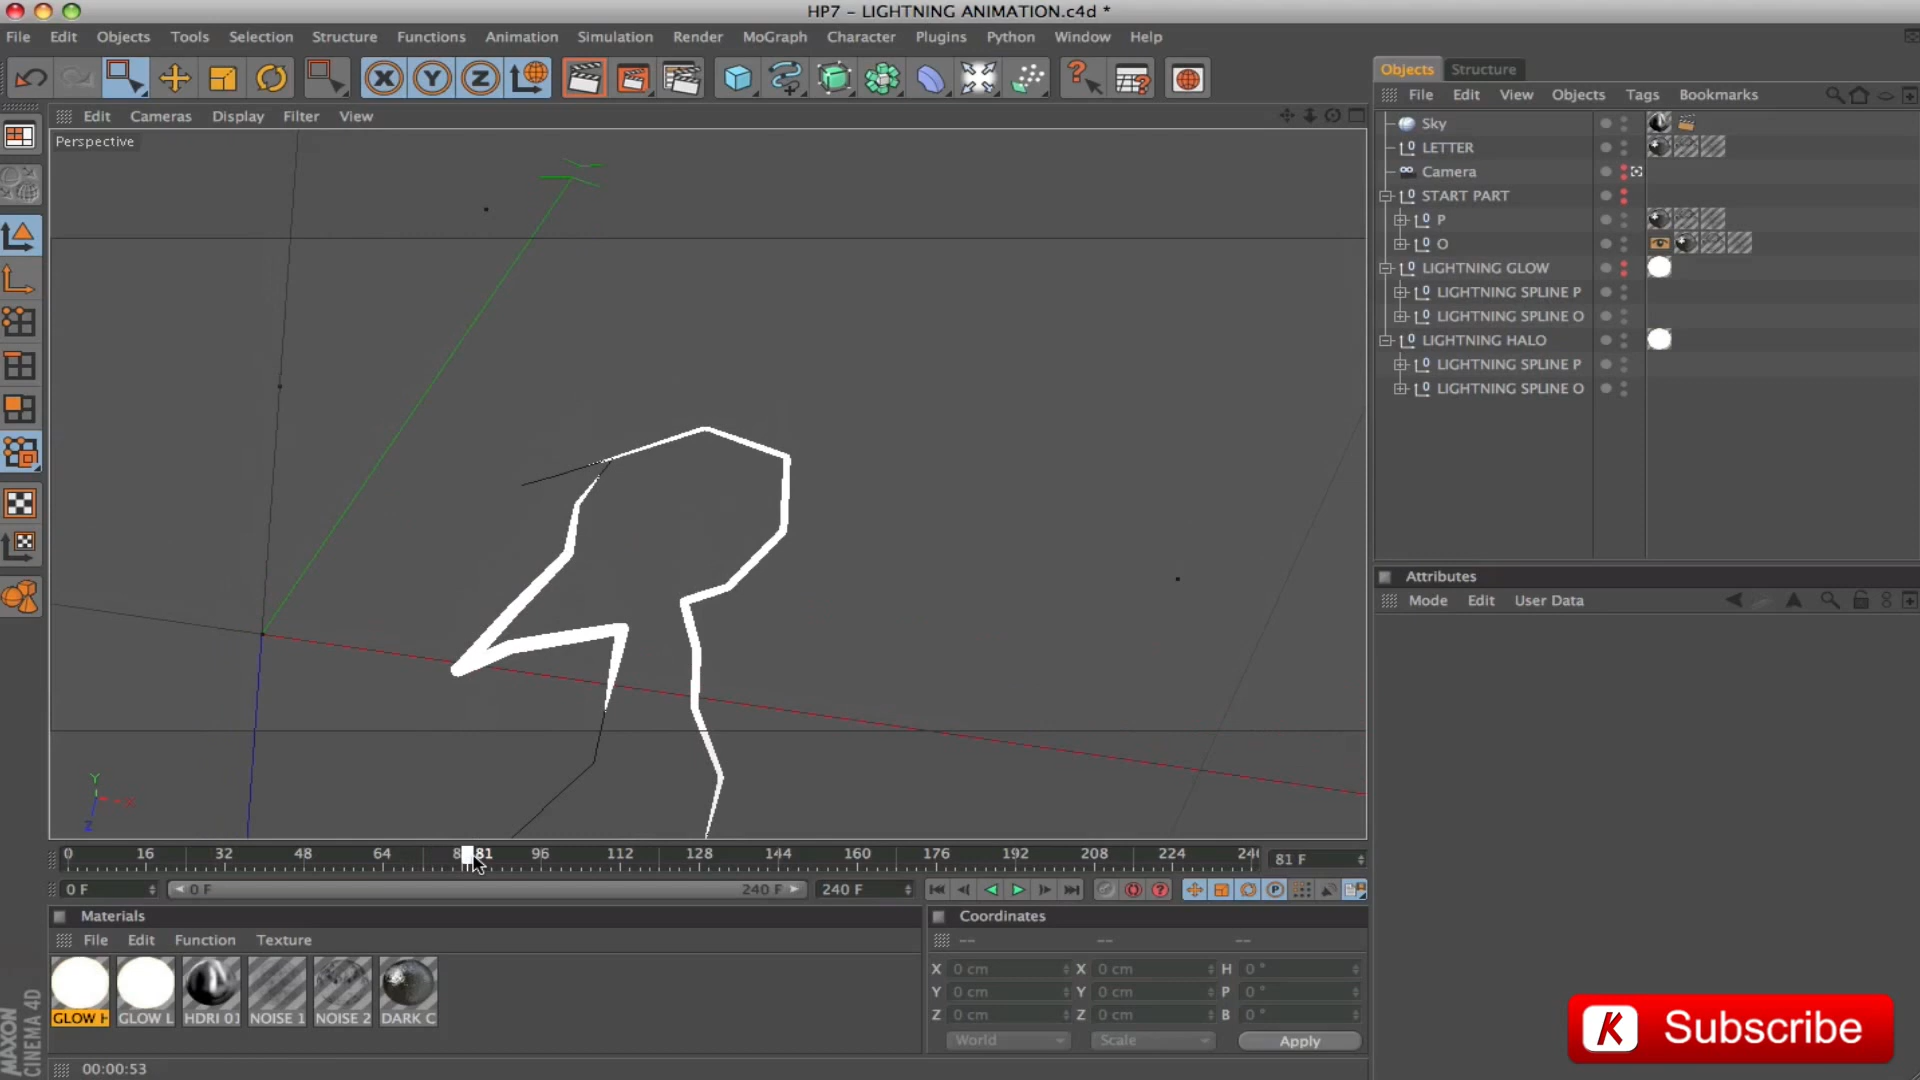 HP7 - LIGHTNING ANIMATION.c4d *
File Edit Objects Tools Selection Structure Functions Animation Simulation Render MoGraph Character Plugins Python Window Help
X Y Z
Objects Structure
File Edit View Objects Tags Bookmarks
Edit Cameras Display Filter View
Perspective
Sky
LETTER
Camera
START PART
P
O
LIGHTNING GLOW
LIGHTNING SPLINE P
LIGHTNING SPLINE O
LIGHTNING HALO
LIGHTNING SPLINE P
LIGHTNING SPLINE O
Attributes
Mode Edit User Data
Y
X
Z
0 16 32 48 64 8 81 96 112 128 144 160 176 192 208 224 24 81 F
0 F 0 F 240 F 240 F
Materials
File Edit Function Texture
GLOW H GLOW L HDRI 01 NOISE 1 NOISE 2 DARK C
Coordinates
-- -- --
X 0 cm X 0 cm H 0 °
Y 0 cm Y 0 cm P 0 °
Z 0 cm Z 0 cm B 0 °
World Scale Apply
MAXON
CINEMA 4D
00:00:53
K Subscribe